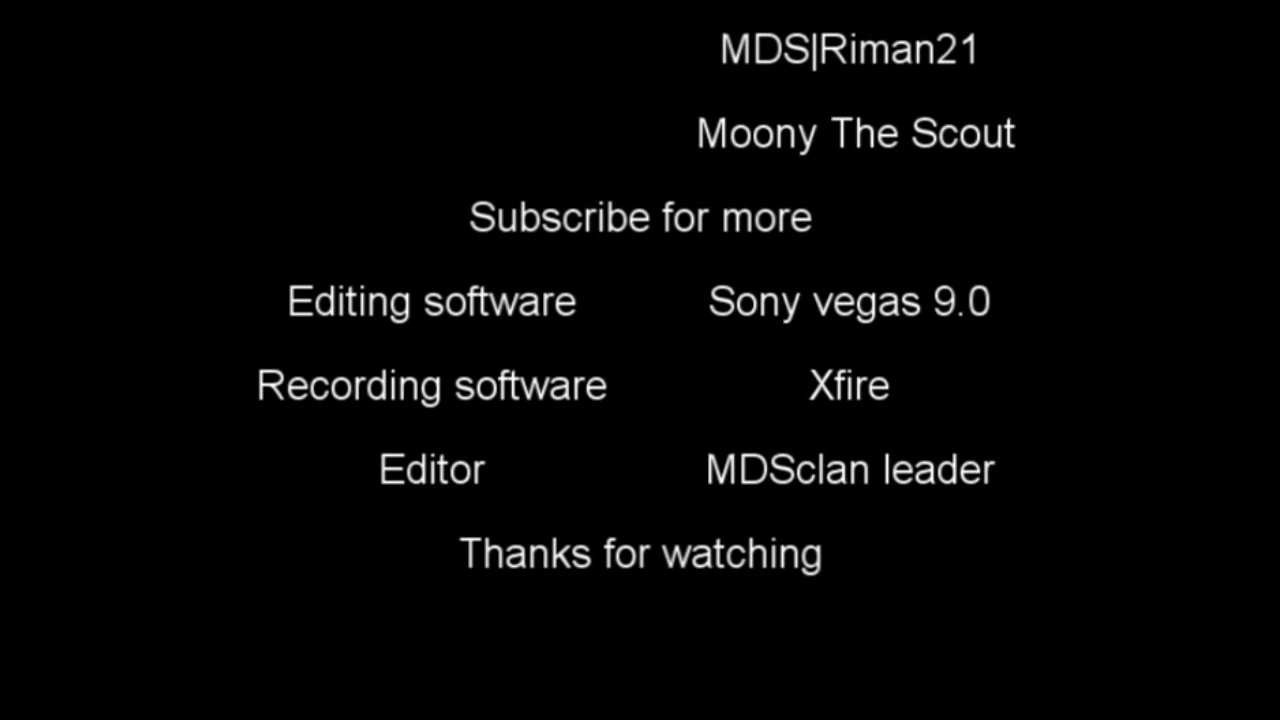 MDS|Riman21
Moony The Scout
Subscribe for more
Editing software Sony vegas 9.0
Recording software Xfire
Editor MDSclan leader
Thanks for watching